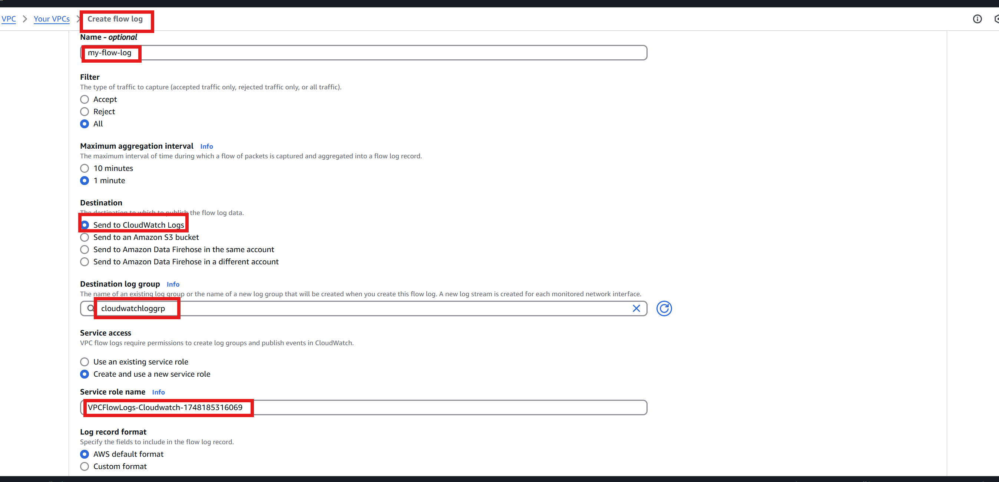 VPC > Your VPCs > Create flow log
Name - optional
my-flow-log
Filter
The type of traffic to capture (accepted traffic only, rejected traffic only, or all traffic).
Accept
Reject
All
Maximum aggregation interval Info
The maximum interval of time during which a flow of packets is captured and aggregated into a flow log record.
10 minutes
1 minute
Destination
The destination to which to publish the flow log data.
Send to CloudWatch Logs
Send to an Amazon S3 bucket
Send to Amazon Data Firehose in the same account
Send to Amazon Data Firehose in a different account
Destination log group Info
The name of an existing log group or the name of a new log group that will be created when you create this flow log. A new log stream is created for each monitored network interface.
cloudwatchloggrp
Service access
VPC flow logs require permissions to create log groups and publish events in CloudWatch.
Use an existing service role
Create and use a new service role
Service role name Info
VPCFlowLogs-Cloudwatch-1748185316069
Log record format
Specify the fields to include in the flow log record.
AWS default format
Custom format